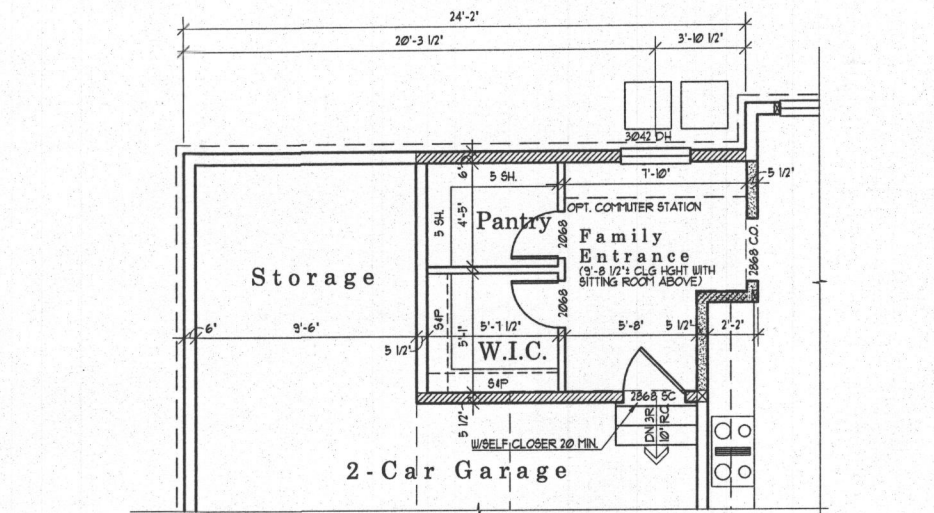 24'-2"
20'-3 1/2"
3'-10 1/2"
3042 DH
6"
5 SH.
7'-10"
5 1/2"
5 SH.
4'-5"
Pantry
2068
OPT. COMMUTER STATION
Family
Entrance
(9'-8 1/2"± CLG HGHT WITH
SITTING ROOM ABOVE)
2868 C.O.
Storage
2068
6"
9'-6"
5 1/2"
S&P
5'-1"
5'-7 1/2"
5'-8"
5 1/2"
2'-2"
W.I.C.
S&P
2868 SC
5 1/2"
W/SELF CLOSER 20 MIN.
DN 3R
10" R.O.
2-Car Garage